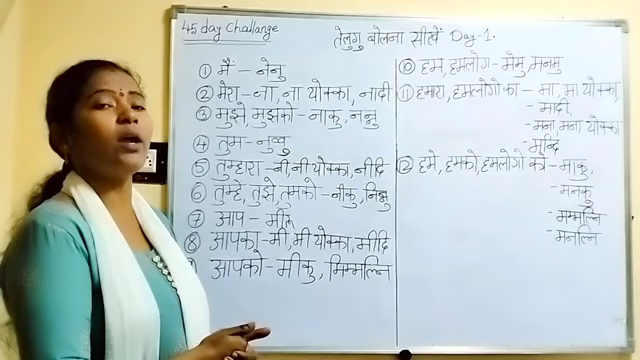 45 day Challange
तेलुगु बोलना सीखें Day-1.
① मैं - नेनु
② मेरा - ना, ना योक्का, नादी
③ मुझे, मुझको - नाकु, नन्नु
④ तुम - नुव्वु
⑤ तुम्हारा - नी, नी योक्का, नीदि
⑥ तुम्हे, तुझे, तुमको - नीकु, निन्नु
⑦ आप - मीरु
⑧ आपका - मी, मी योक्का, मीदि
आपको - मीकु, मिम्मल्नि
⑩ हम, हमलोग - मेमु, मनमु
⑪ हमारा, हमलोगो का - मा, मा योक्का,
- मादी,
- मना, मना योक्का
⑫ हमे, हमको, हमलोगो को - माकु,
- मनकु
- मम्मल्नि
- मनल्नि